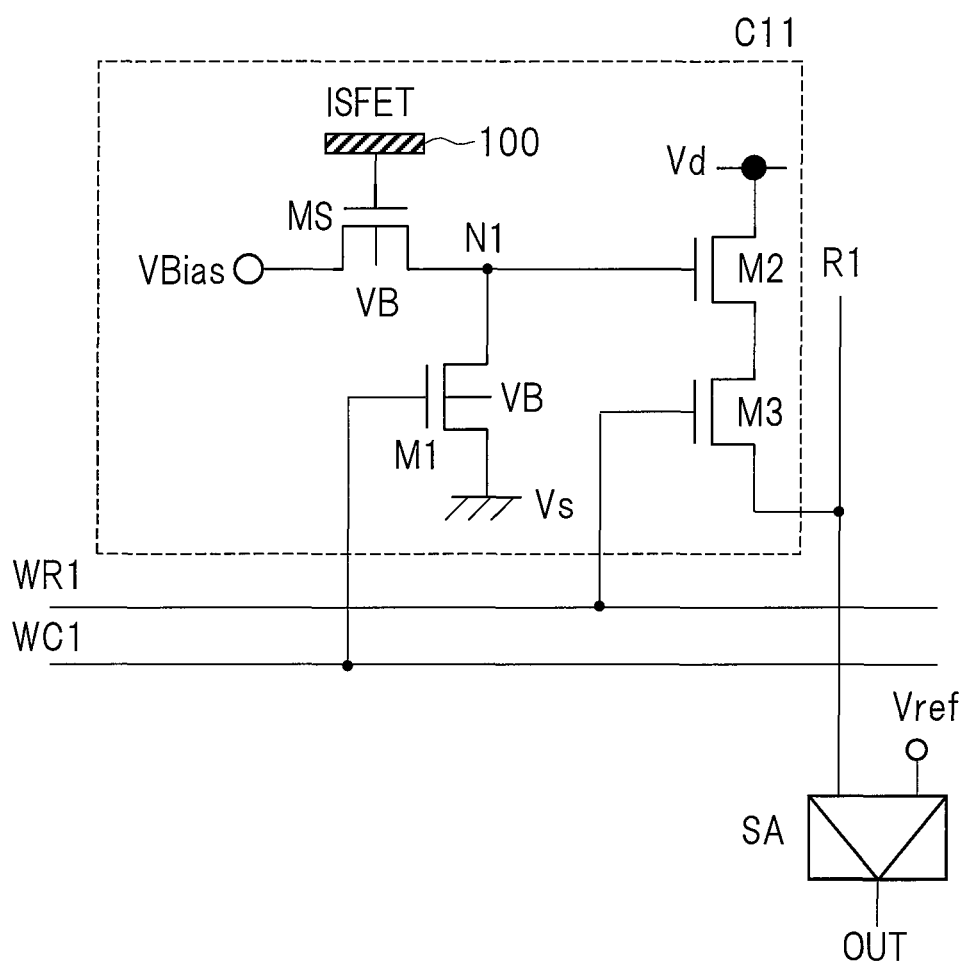 C11
ISFET
100
Vd
MS
N1
VBias
M2
R1
VB
VB
M3
M1
Vs
WR1
WC1
Vref
SA
OUT